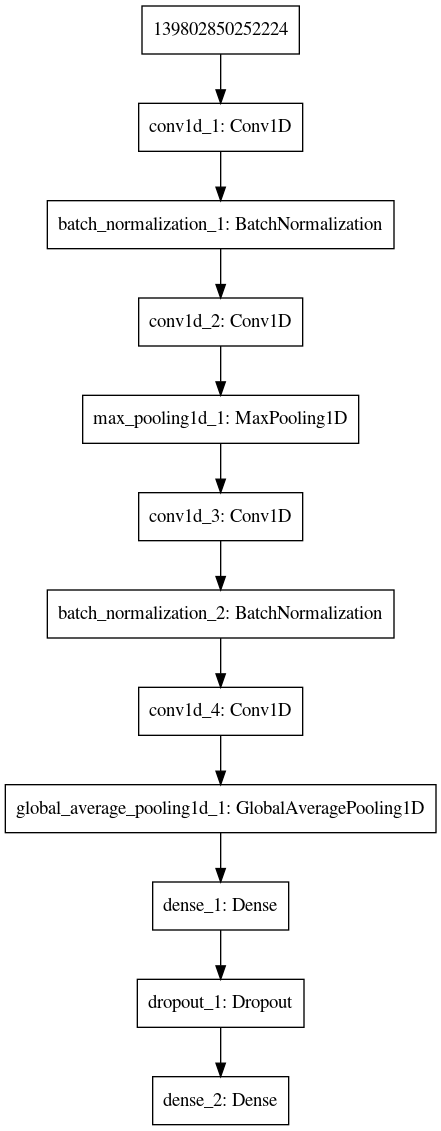 139802850252224
conv1d_1: Conv1D
batch_normalization_1: BatchNormalization
conv1d_2: Conv1D
max_pooling1d_1: MaxPooling1D
conv1d_3: Conv1D
batch_normalization_2: BatchNormalization
conv1d_4: Conv1D
global_average_pooling1d_1: GlobalAveragePooling1D
dense_1: Dense
dropout_1: Dropout
dense_2: Dense